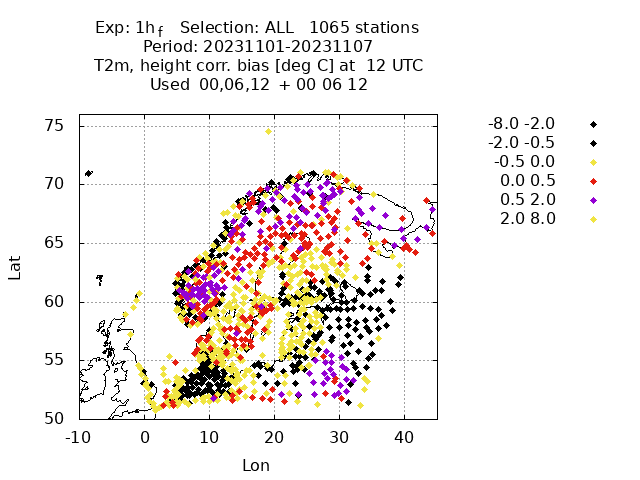 Exp: 1h f   Selection: ALL   1065 stations
Period: 20231101-20231107
T2m, height corr. bias [deg C] at  12 UTC
Used  00,06,12  + 00 06 12
-8.0 -2.0
-2.0 -0.5
-0.5 0.0
0.0 0.5
0.5 2.0
2.0 8.0
75
70
65
60
55
50
Lat
-10 0 10 20 30 40
Lon